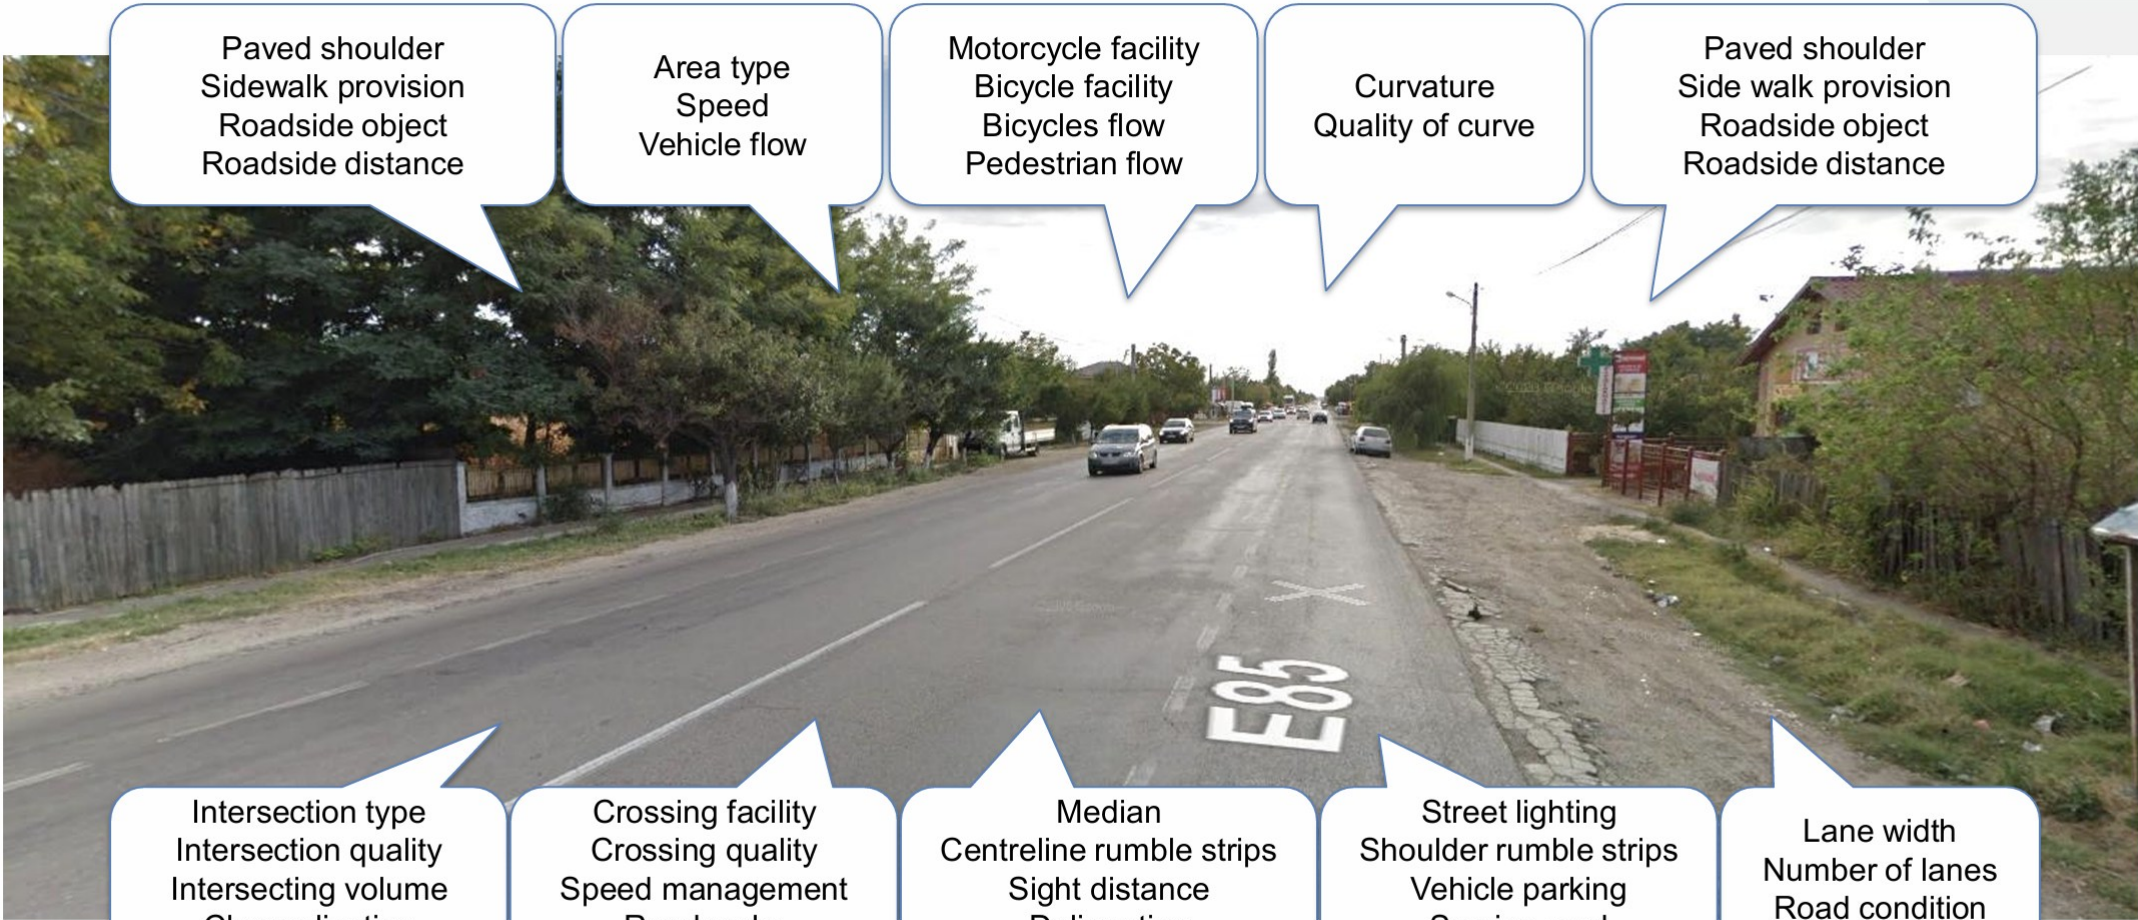 Paved shoulder
Sidewalk provision
Roadside object
Roadside distance
Area type
Speed
Vehicle flow
Motorcycle facility
Bicycle facility
Bicycles flow
Pedestrian flow
Curvature
Quality of curve
Paved shoulder
Side walk provision
Roadside object
Roadside distance
E85
Intersection type
Intersection quality
Intersecting volume
Crossing facility
Crossing quality
Speed management
Median
Centreline rumble strips
Sight distance
Street lighting
Shoulder rumble strips
Vehicle parking
Lane width
Number of lanes
Road condition